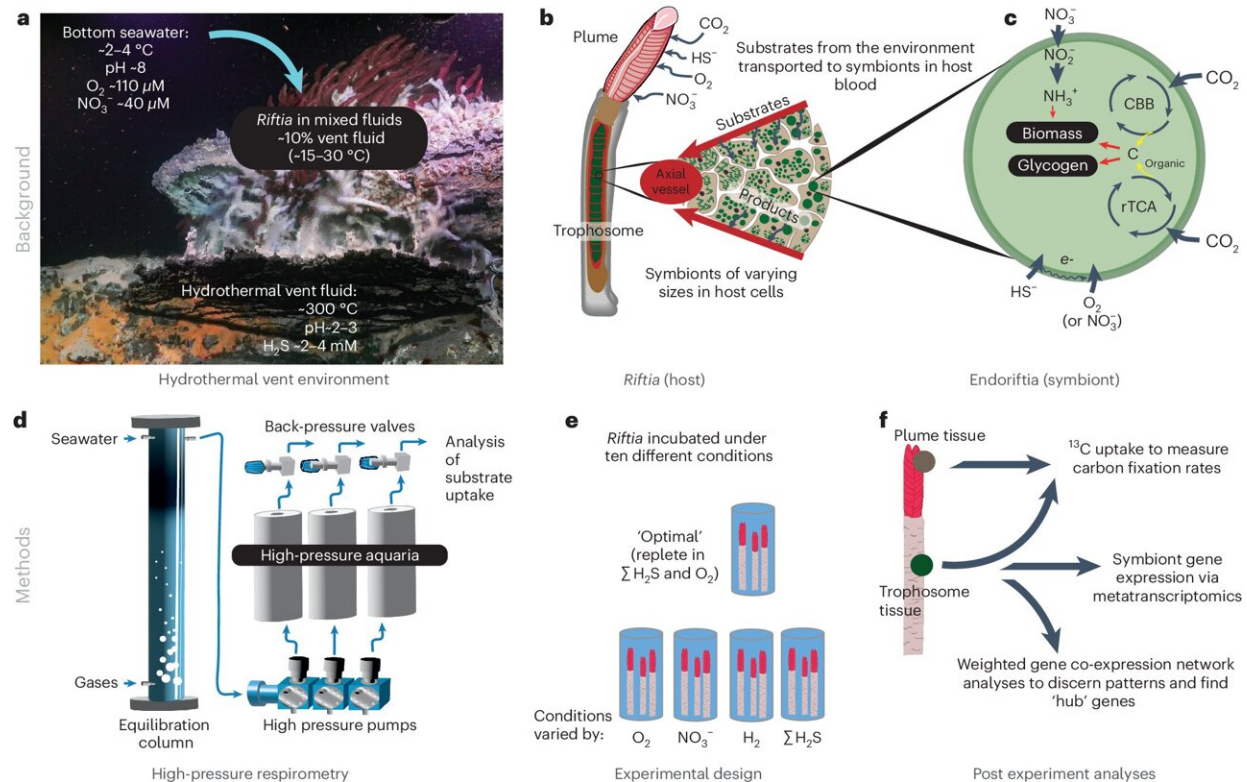 a
Bottom seawater:
~2–4 °C
pH ~8
O₂ ~110 µM
NO₃⁻ ~40 µM
Riftia in mixed fluids
~10% vent fluid
(~15–30 °C)
Hydrothermal vent fluid:
~300 °C
pH~2–3
H₂S ~2–4 mM
Hydrothermal vent environment
Background
b
Plume
CO₂
HS⁻
O₂
NO₃⁻
Substrates from the environment
transported to symbionts in host
blood
Substrates
Axial
vessel
Products
Trophosome
Symbionts of varying
sizes in host cells
Riftia (host)
c
NO₃⁻
NO₂⁻
NH₃⁺
Biomass
Glycogen
CBB
CO₂
C
Organic
rTCA
CO₂
e-
HS⁻
O₂
(or NO₃⁻)
Endoriftia (symbiont)
Methods
d
Seawater
Gases
Equilibration
column
Back-pressure valves
Analysis
of
substrate
uptake
High-pressure aquaria
High pressure pumps
High-pressure respirometry
e
Riftia incubated under
ten different conditions
'Optimal'
(replete in
∑H₂S and O₂)
Conditions
varied by:
O₂
NO₃⁻
H₂
∑H₂S
Experimental design
f
Plume tissue
Trophosome
tissue
¹³C uptake to measure
carbon fixation rates
Symbiont gene
expression via
metatranscriptomics
Weighted gene co-expression network
analyses to discern patterns and find
'hub' genes
Post experiment analyses